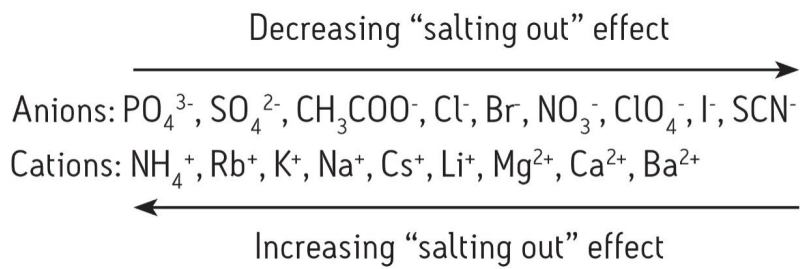 Decreasing “salting out” effect
Anions: PO₄³⁻, SO₄²⁻, CH₃COO⁻, Cl⁻, Br⁻, NO₃⁻, ClO₄⁻, I⁻, SCN⁻
Cations: NH₄⁺, Rb⁺, K⁺, Na⁺, Cs⁺, Li⁺, Mg²⁺, Ca²⁺, Ba²⁺
Increasing “salting out” effect